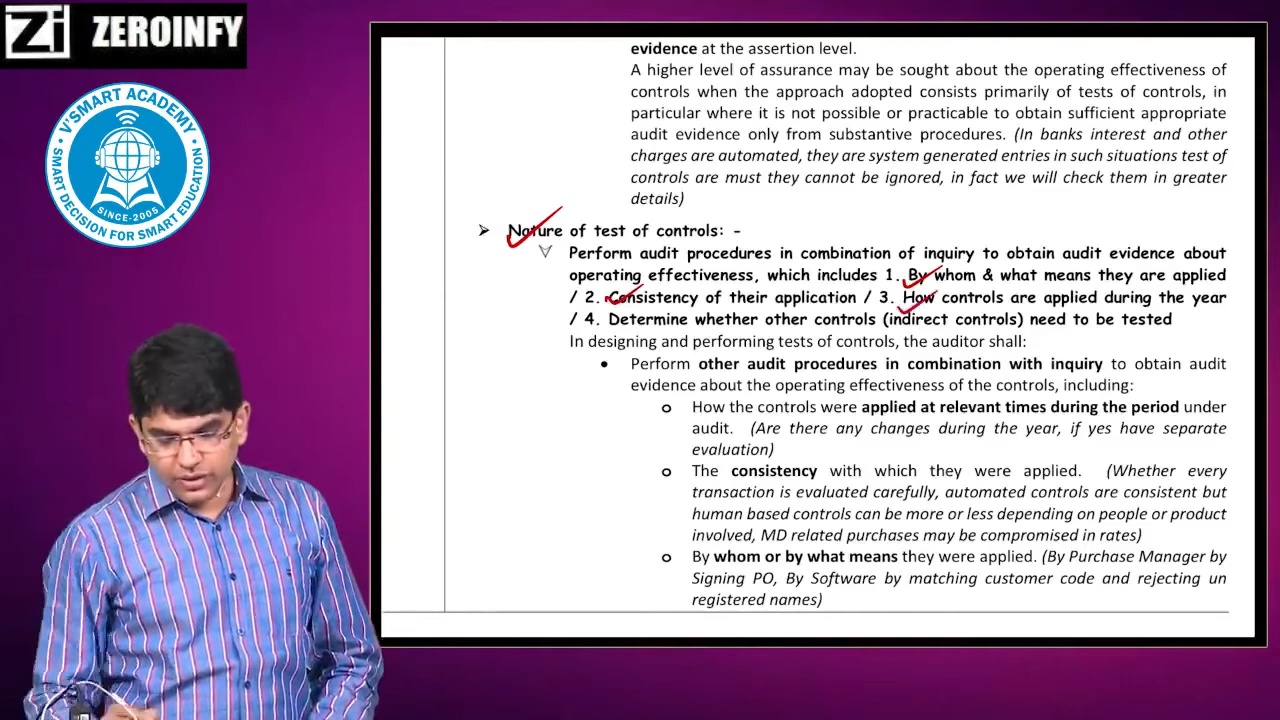 Zi ZEROINFY
V'SMART ACADEMY
SMART DECISION FOR SMART EDUCATION
SINCE-2005
evidence at the assertion level.
A higher level of assurance may be sought about the operating effectiveness of
controls when the approach adopted consists primarily of tests of controls, in
particular where it is not possible or practicable to obtain sufficient appropriate
audit evidence only from substantive procedures. (In banks interest and other
charges are automated, they are system generated entries in such situations test of
controls are must they cannot be ignored, in fact we will check them in greater
details)
➢ Nature of test of controls: -
Perform audit procedures in combination of inquiry to obtain audit evidence about
operating effectiveness, which includes 1. By whom & what means they are applied
/ 2. Consistency of their application / 3. How controls are applied during the year
/ 4. Determine whether other controls (indirect controls) need to be tested
In designing and performing tests of controls, the auditor shall:
• Perform other audit procedures in combination with inquiry to obtain audit
evidence about the operating effectiveness of the controls, including:
o How the controls were applied at relevant times during the period under
audit. (Are there any changes during the year, if yes have separate
evaluation)
o The consistency with which they were applied. (Whether every
transaction is evaluated carefully, automated controls are consistent but
human based controls can be more or less depending on people or product
involved, MD related purchases may be compromised in rates)
o By whom or by what means they were applied. (By Purchase Manager by
Signing PO, By Software by matching customer code and rejecting un
registered names)